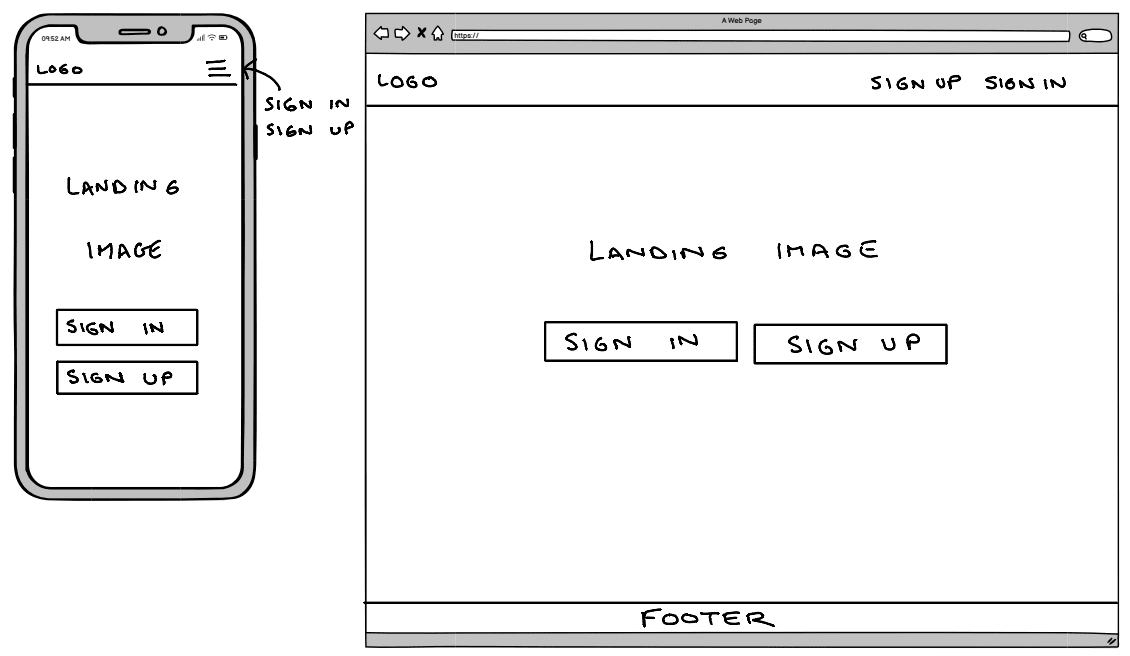 09:52 AM
LOGO
SIGN IN
SIGN UP
LANDING
IMAGE
SIGN IN
SIGN UP
A Web Page
https://
LOGO
SIGN UP SIGN IN
LANDING IMAGE
SIGN IN
SIGN UP
FOOTER